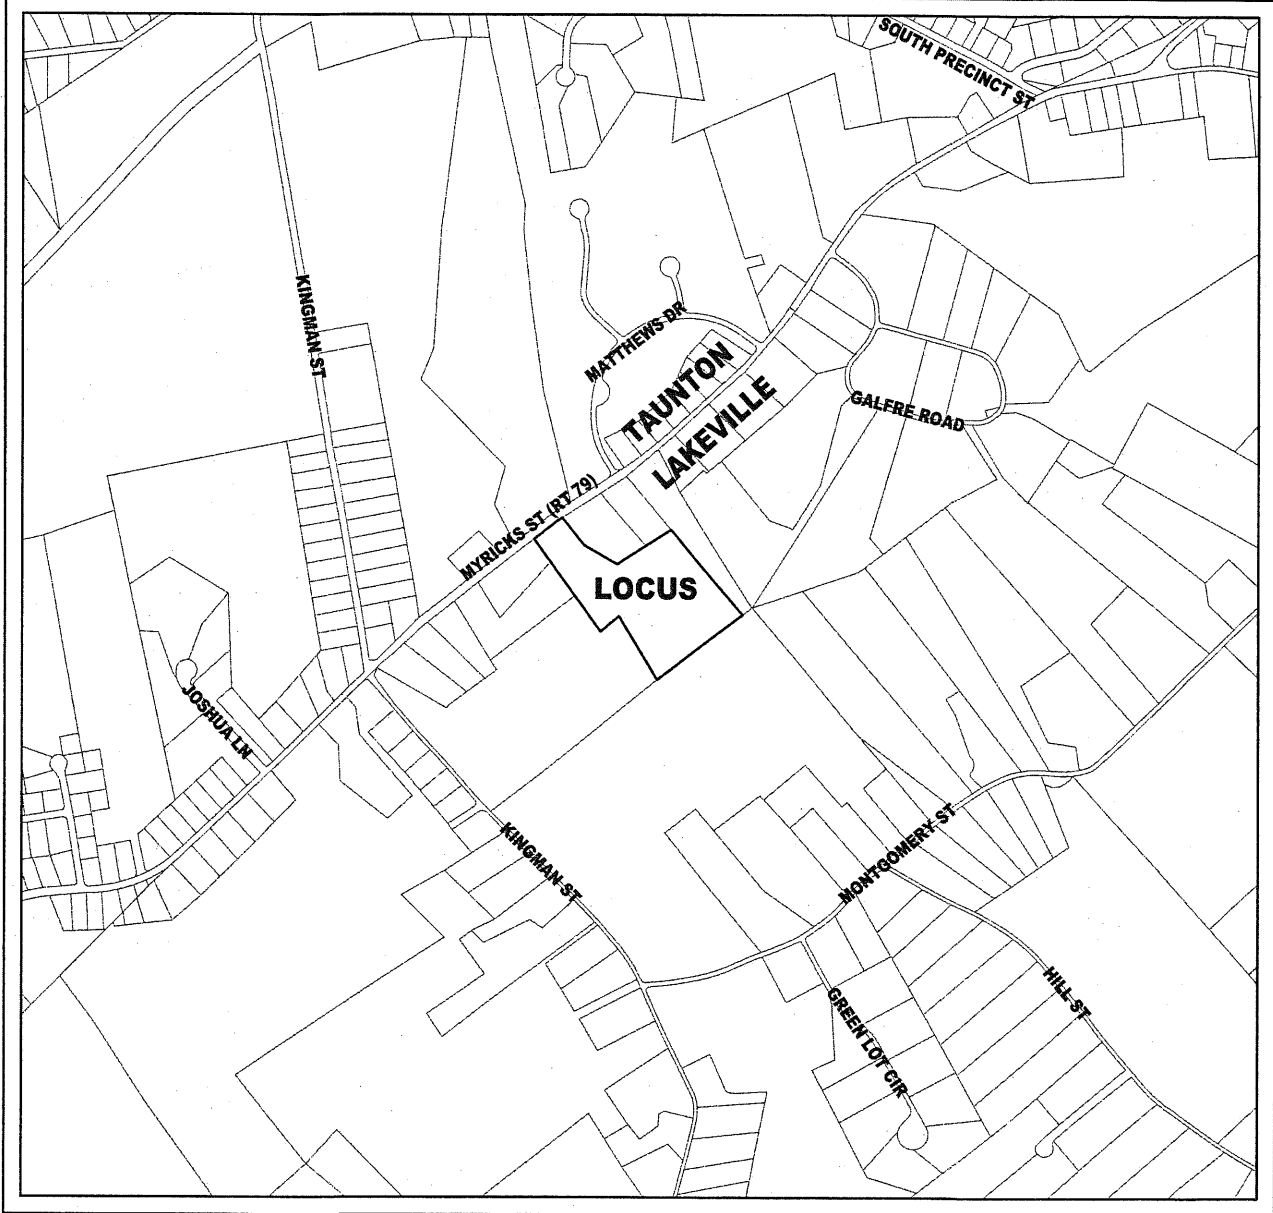 SOUTH PRECINCT ST
KINGMAN ST
MATTHEWS DR
TAUNTON
LAKEVILLE
GALFRE ROAD
MYRICKS ST (RT 79)
LOCUS
JOSHUA LN
KINGMAN ST
MONTGOMERY ST
HILL ST
GREEN LOT CIR